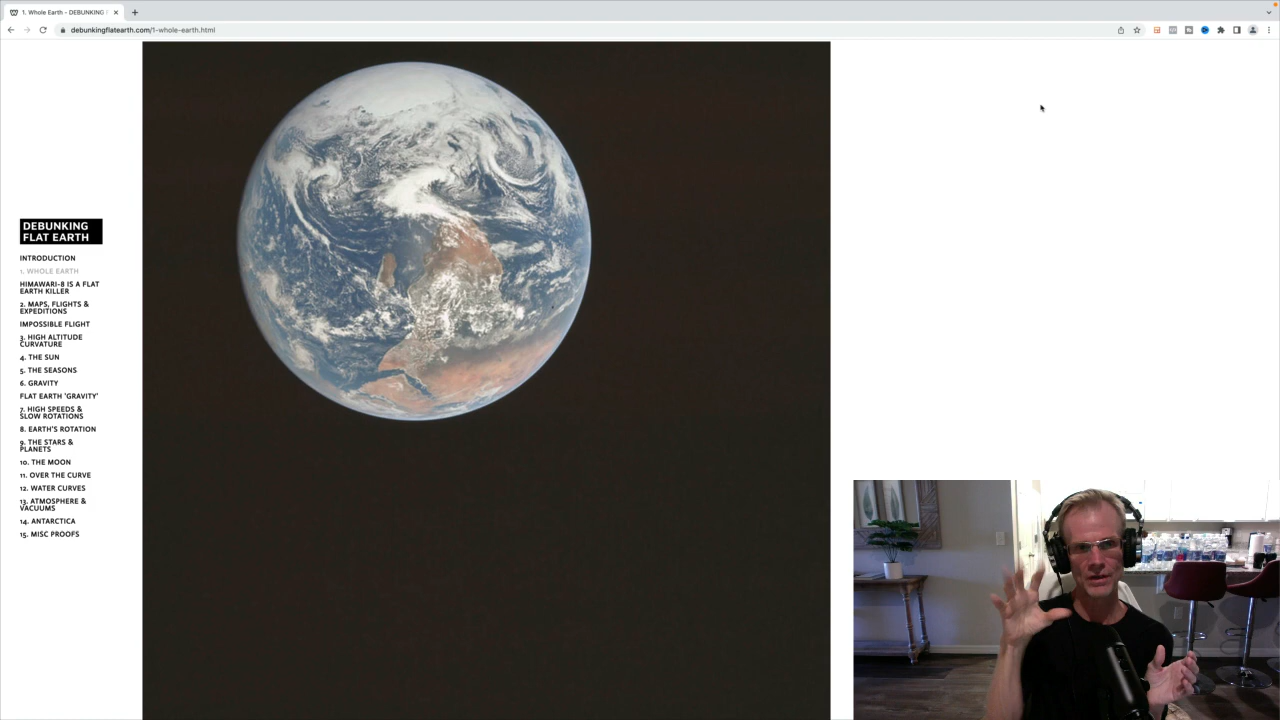 1. Whole Earth - DEBUNKING
debunkingflatearth.com/1-whole-earth.html
DEBUNKING
FLAT EARTH
INTRODUCTION
1. WHOLE EARTH
HIMAWARI-8 IS A FLAT
EARTH KILLER
2. MAPS, FLIGHTS &
EXPEDITIONS
IMPOSSIBLE FLIGHT
3. HIGH ALTITUDE
CURVATURE
4. THE SUN
5. THE SEASONS
6. GRAVITY
FLAT EARTH 'GRAVITY'
7. HIGH SPEEDS &
SLOW ROTATIONS
8. EARTH'S ROTATION
9. THE STARS &
PLANETS
10. THE MOON
11. OVER THE CURVE
12. WATER CURVES
13. ATMOSPHERE &
VACUUMS
14. ANTARCTICA
15. MISC PROOFS